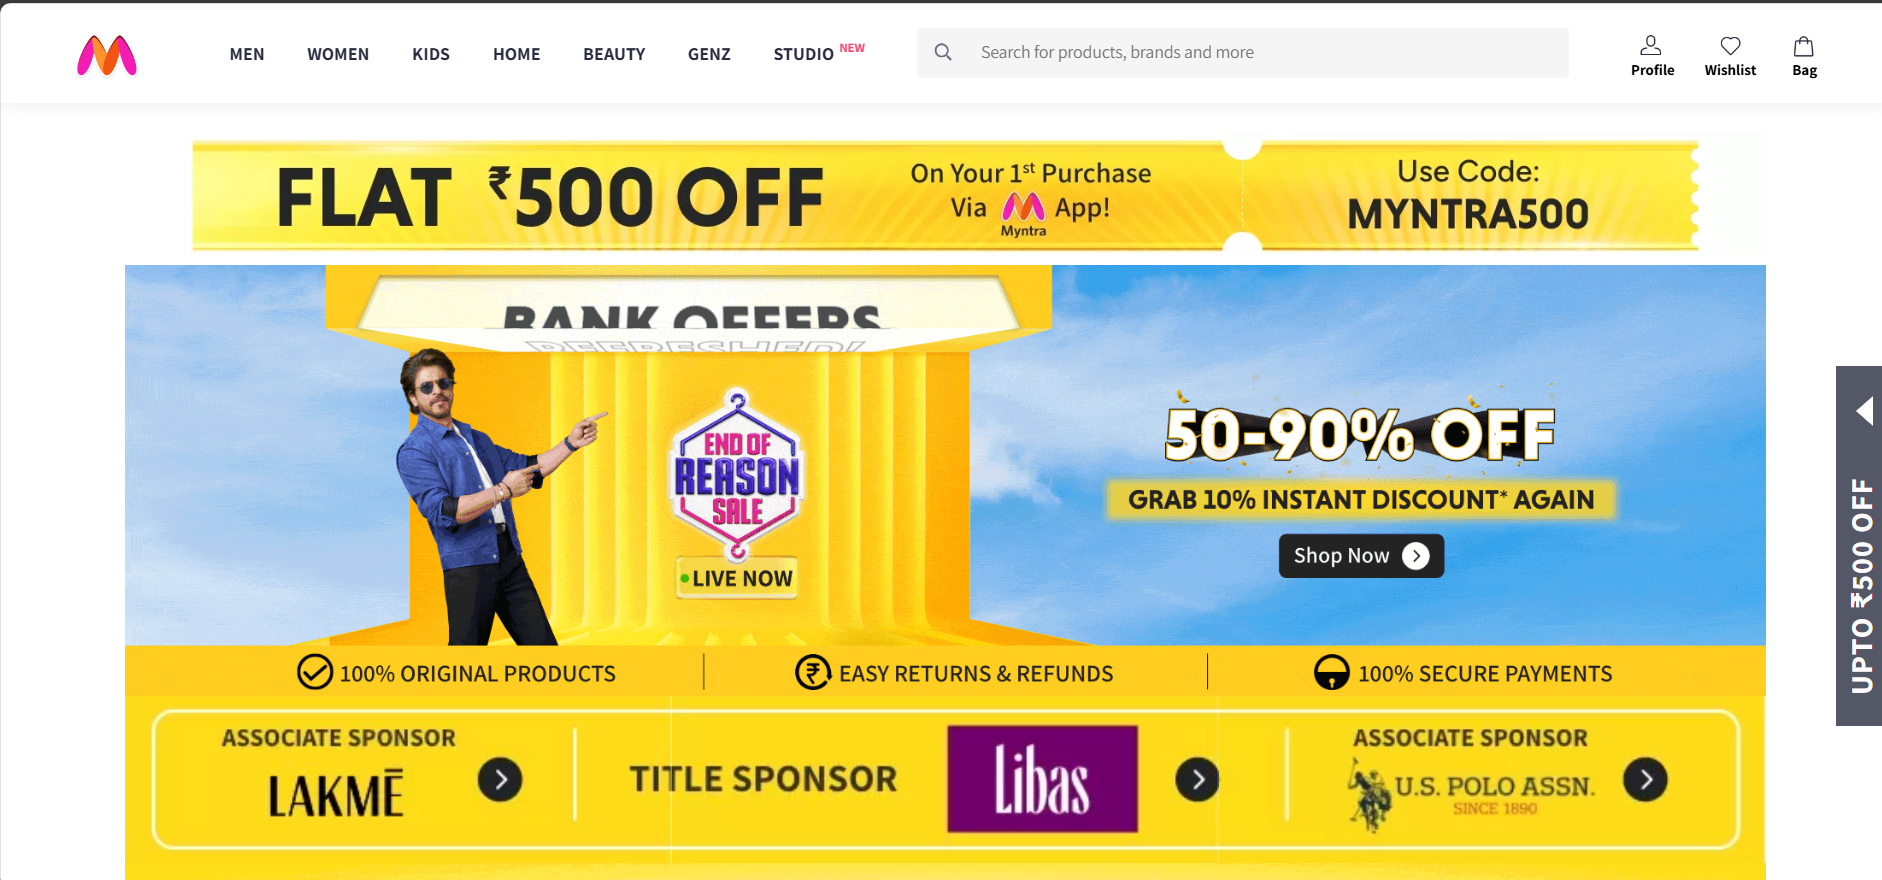 MEN WOMEN KIDS HOME BEAUTY GENZ STUDIO NEW
Search for products, brands and more
Profile Wishlist Bag
FLAT ₹500 OFF
On Your 1st Purchase
Via Myntra App!
Use Code:
MYNTRA500
BANK OFFERS
REFRESHED!
END OF
REASON
SALE
LIVE NOW
50-90% OFF
GRAB 10% INSTANT DISCOUNT* AGAIN
Shop Now
UPTO ₹500 OFF
100% ORIGINAL PRODUCTS
EASY RETURNS & REFUNDS
100% SECURE PAYMENTS
ASSOCIATE SPONSOR
LAKMĒ
TITLE SPONSOR
Libas
ASSOCIATE SPONSOR
U.S. POLO ASSN.
SINCE 1890